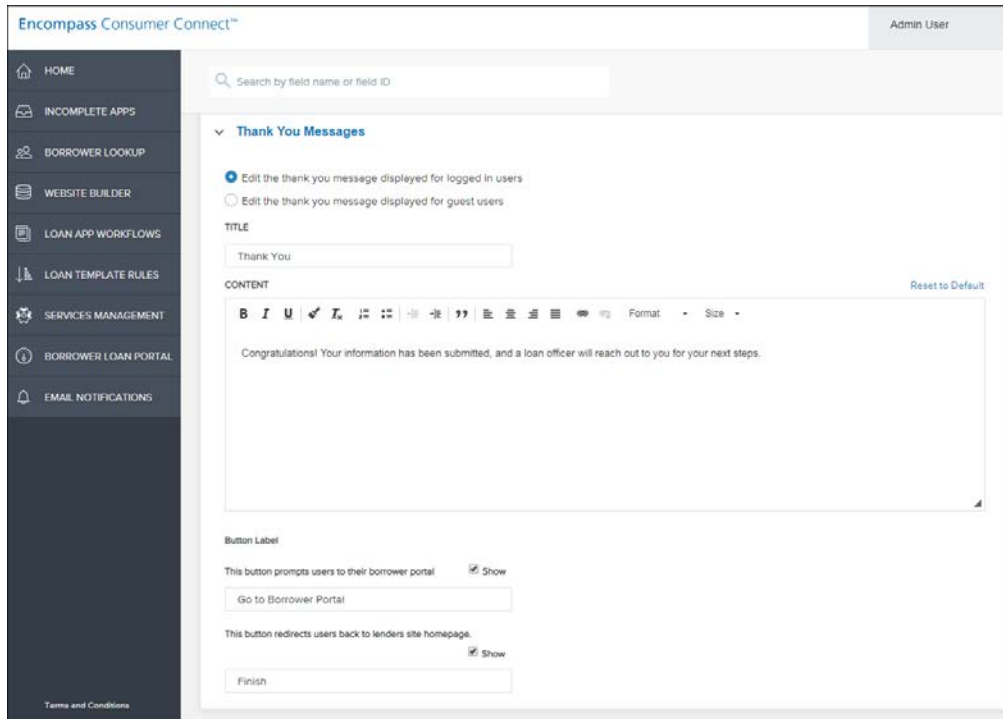 Encompass Consumer Connect™
Admin User
HOME
INCOMPLETE APPS
BORROWER LOOKUP
WEBSITE BUILDER
LOAN APP WORKFLOWS
LOAN TEMPLATE RULES
SERVICES MANAGEMENT
BORROWER LOAN PORTAL
EMAIL NOTIFICATIONS
Terms and Conditions
Search by field name or field ID
Thank You Messages
Edit the thank you message displayed for logged in users
Edit the thank you message displayed for guest users
TITLE
Thank You
CONTENT
Reset to Default
B I U Tx Format Size
Congratulations! Your information has been submitted, and a loan officer will reach out to you for your next steps.
Button Label
This button prompts users to their borrower portal Show
Go to Borrower Portal
This button redirects users back to lenders site homepage.
Show
Finish